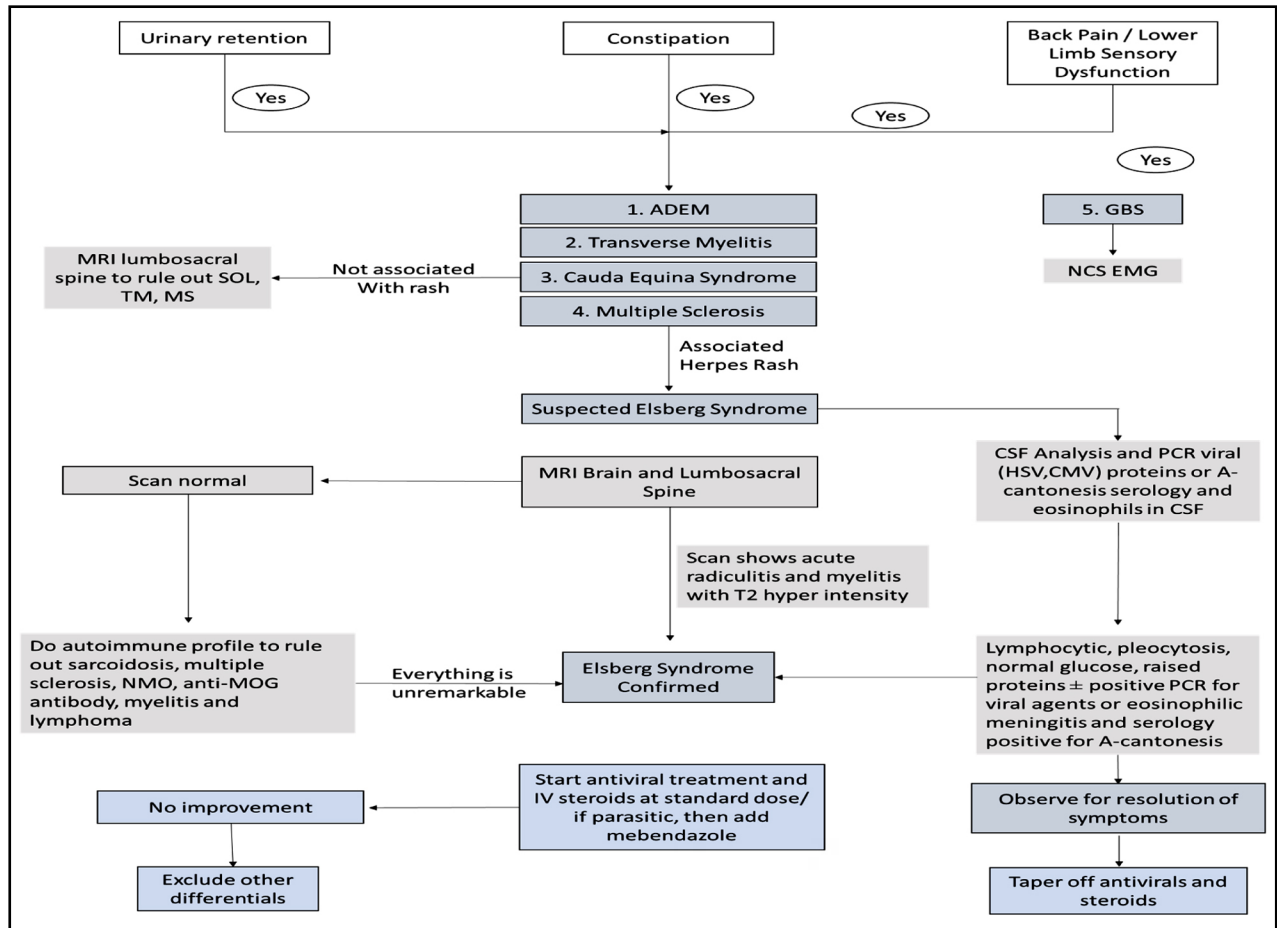 Urinary retention
Constipation
Back Pain / Lower
Limb Sensory
Dysfunction
Yes
Yes
Yes
Yes
1. ADEM
2. Transverse Myelitis
3. Cauda Equina Syndrome
4. Multiple Sclerosis
5. GBS
NCS EMG
Not associated
With rash
MRI lumbosacral
spine to rule out SOL,
TM, MS
Associated
Herpes Rash
Suspected Elsberg Syndrome
CSF Analysis and PCR viral
(HSV,CMV) proteins or A-
cantonesis serology and
eosinophils in CSF
MRI Brain and Lumbosacral
Spine
Scan normal
Scan shows acute
radiculitis and myelitis
with T2 hyper intensity
Do autoimmune profile to rule
out sarcoidosis, multiple
sclerosis, NMO, anti-MOG
antibody, myelitis and
lymphoma
Everything is
unremarkable
Elsberg Syndrome
Confirmed
Lymphocytic, pleocytosis,
normal glucose, raised
proteins ± positive PCR for
viral agents or eosinophilic
meningitis and serology
positive for A-cantonesis
Start antiviral treatment and
IV steroids at standard dose/
if parasitic, then add
mebendazole
No improvement
Exclude other
differentials
Observe for resolution of
symptoms
Taper off antivirals and
steroids